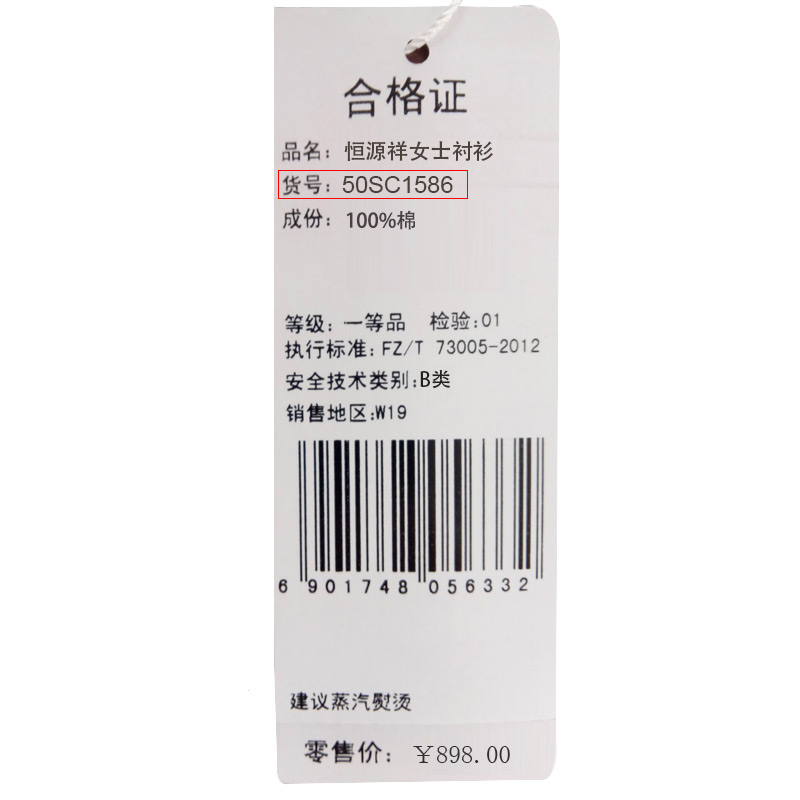 合格证
品名：恒源祥女士衬衫
货号：50SC1586
成份：100%棉
等级：一等品 检验:01
执行标准：FZ/T 73005-2012
安全技术类别:B类
销售地区:W19
6 901748 056332
建议蒸汽熨烫
零售价：￥898.00